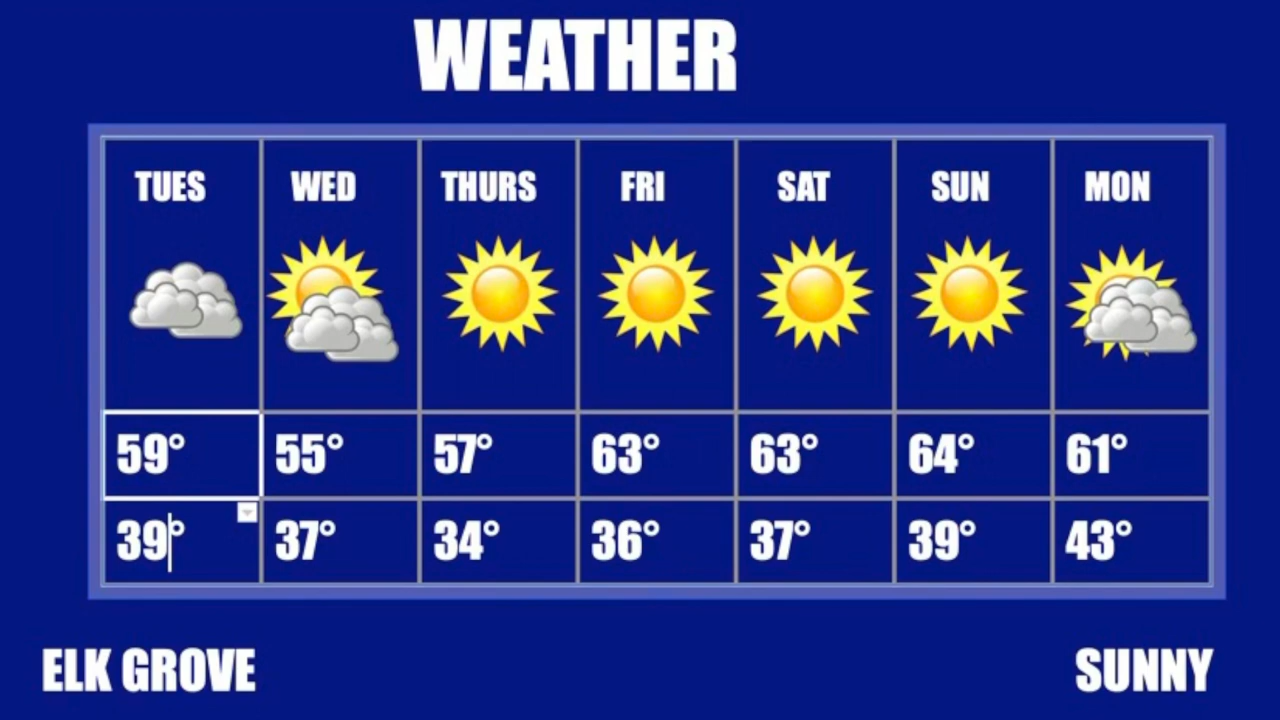 WEATHER
TUES WED THURS FRI SAT SUN MON
59° 55° 57° 63° 63° 64° 61°
39° 37° 34° 36° 37° 39° 43°
ELK GROVE SUNNY